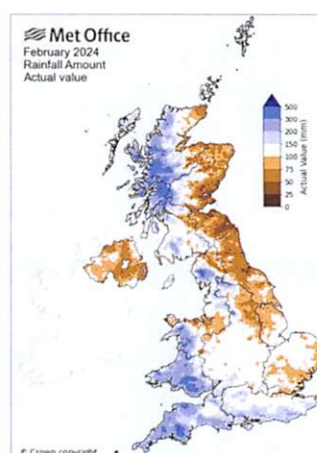 Met Office
February 2024
Rainfall Amount
Actual value
500
300
200
150
100
75
50
25
0
Actual Value (mm)
© Crown copyright